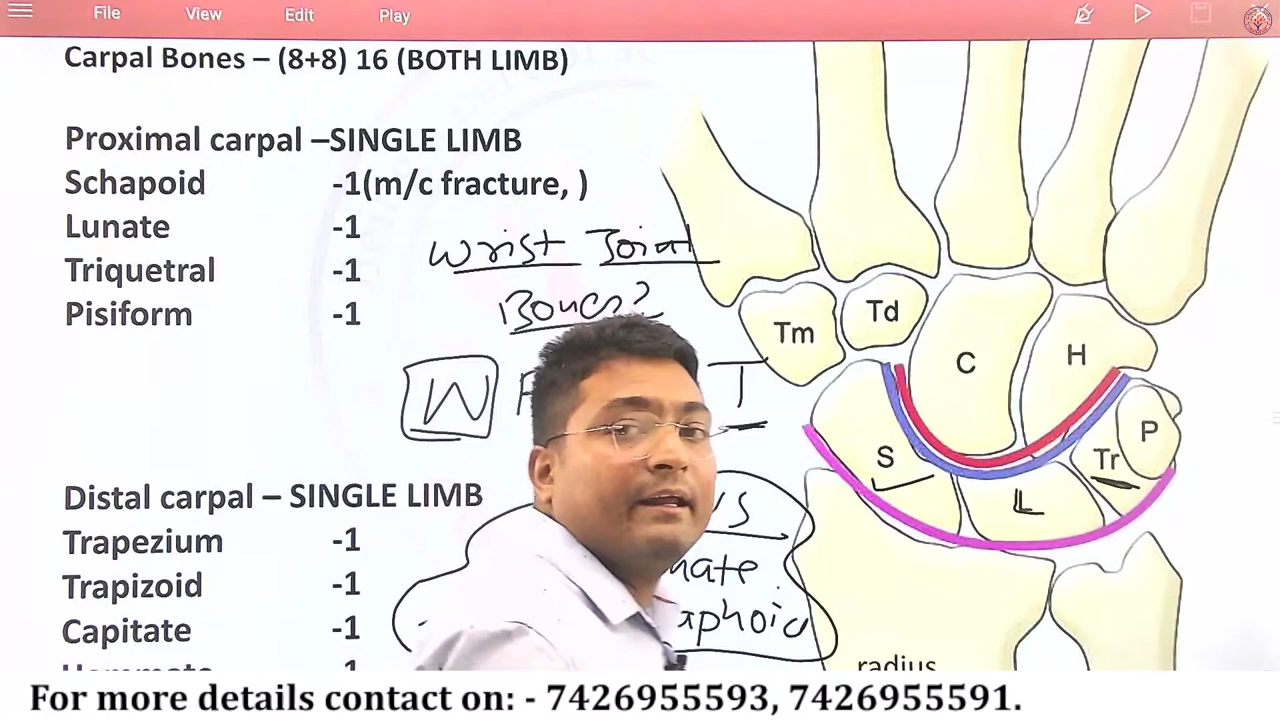 File View Edit Play
Carpal Bones – (8+8) 16 (BOTH LIMB)
Proximal carpal –SINGLE LIMB
Schapoid -1(m/c fracture, )
Lunate -1
Triquetral -1
Pisiform -1
Wrist Joint
Bones?
W T
Distal carpal – SINGLE LIMB
Trapezium -1
Trapizoid -1
Capitate -1
Tm
Td
C
H
S
L
Tr
P
radius
For more details contact on: - 7426955593, 7426955591.